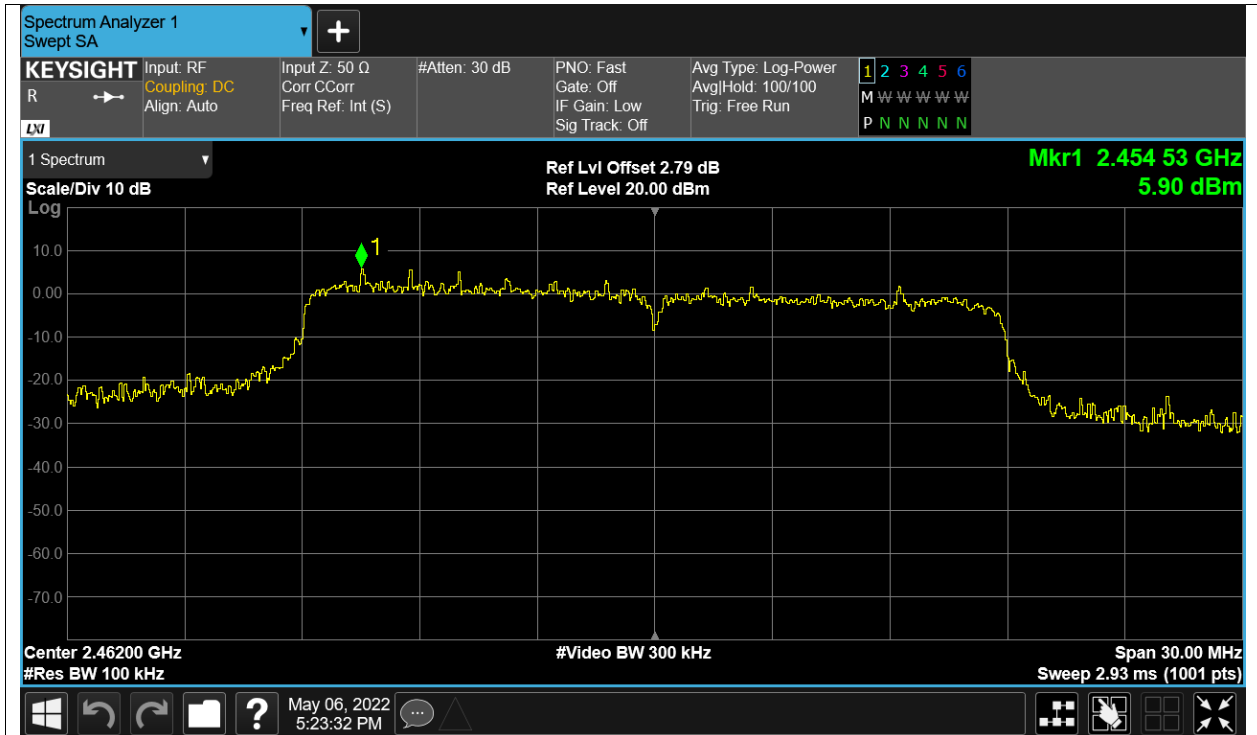 Spectrum Analyzer 1
Swept SA
+
KEYSIGHT
R
LXI
Input: RF
Coupling: DC
Align: Auto
Input Z: 50 Ω
Corr CCorr
Freq Ref: Int (S)
#Atten: 30 dB
PNO: Fast
Gate: Off
IF Gain: Low
Sig Track: Off
Avg Type: Log-Power
Avg|Hold: 100/100
Trig: Free Run
1 2 3 4 5 6
M W W W W W
P N N N N N
1 Spectrum
Scale/Div 10 dB
Log
Ref Lvl Offset 2.79 dB
Ref Level 20.00 dBm
Mkr1 2.454 53 GHz
5.90 dBm
1
10.0
0.00
-10.0
-20.0
-30.0
-40.0
-50.0
-60.0
-70.0
Center 2.46200 GHz
#Res BW 100 kHz
#Video BW 300 kHz
Span 30.00 MHz
Sweep 2.93 ms (1001 pts)
?
May 06, 2022
5:23:32 PM